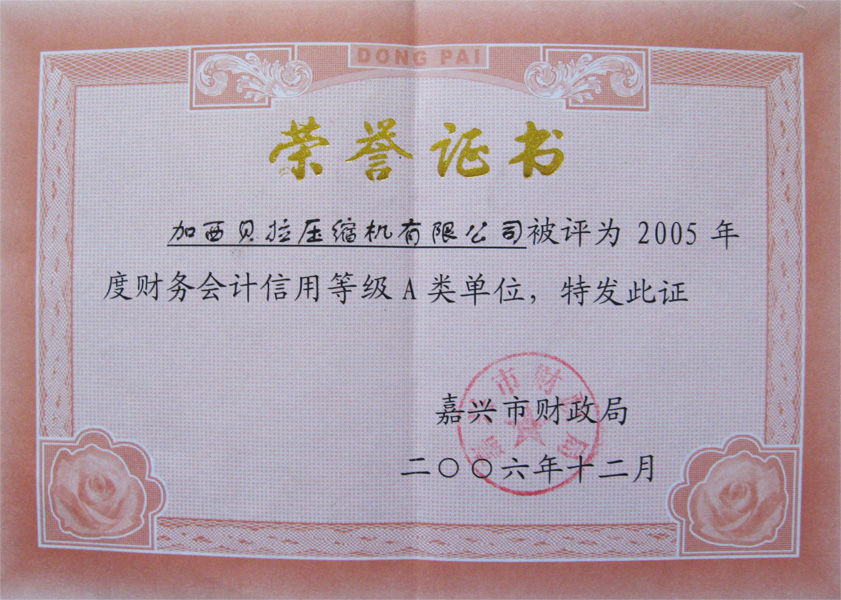 DONG PAI
荣誉证书
加西贝拉压缩机有限公司被评为 2005 年
度财务会计信用等级 A 类单位，特发此证
嘉兴市财政局
二〇〇六年十二月